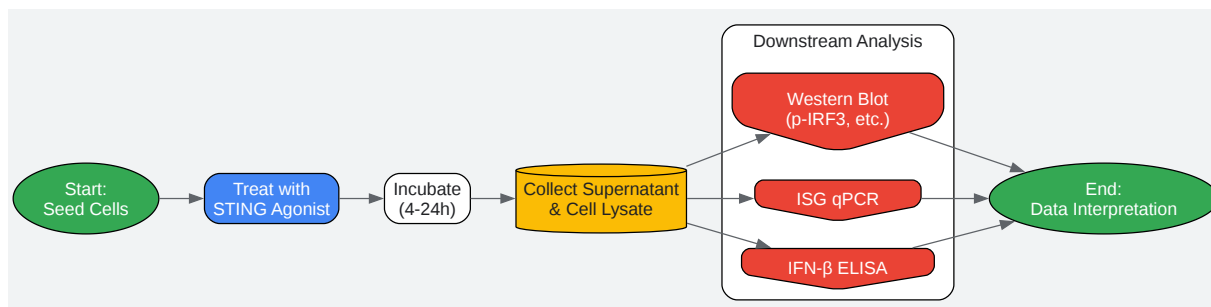 Start:
Seed Cells
Treat with
STING Agonist
Incubate
(4-24h)
Collect Supernatant
& Cell Lysate
Downstream Analysis
Western Blot
(p-IRF3, etc.)
ISG qPCR
IFN-β ELISA
End:
Data Interpretation